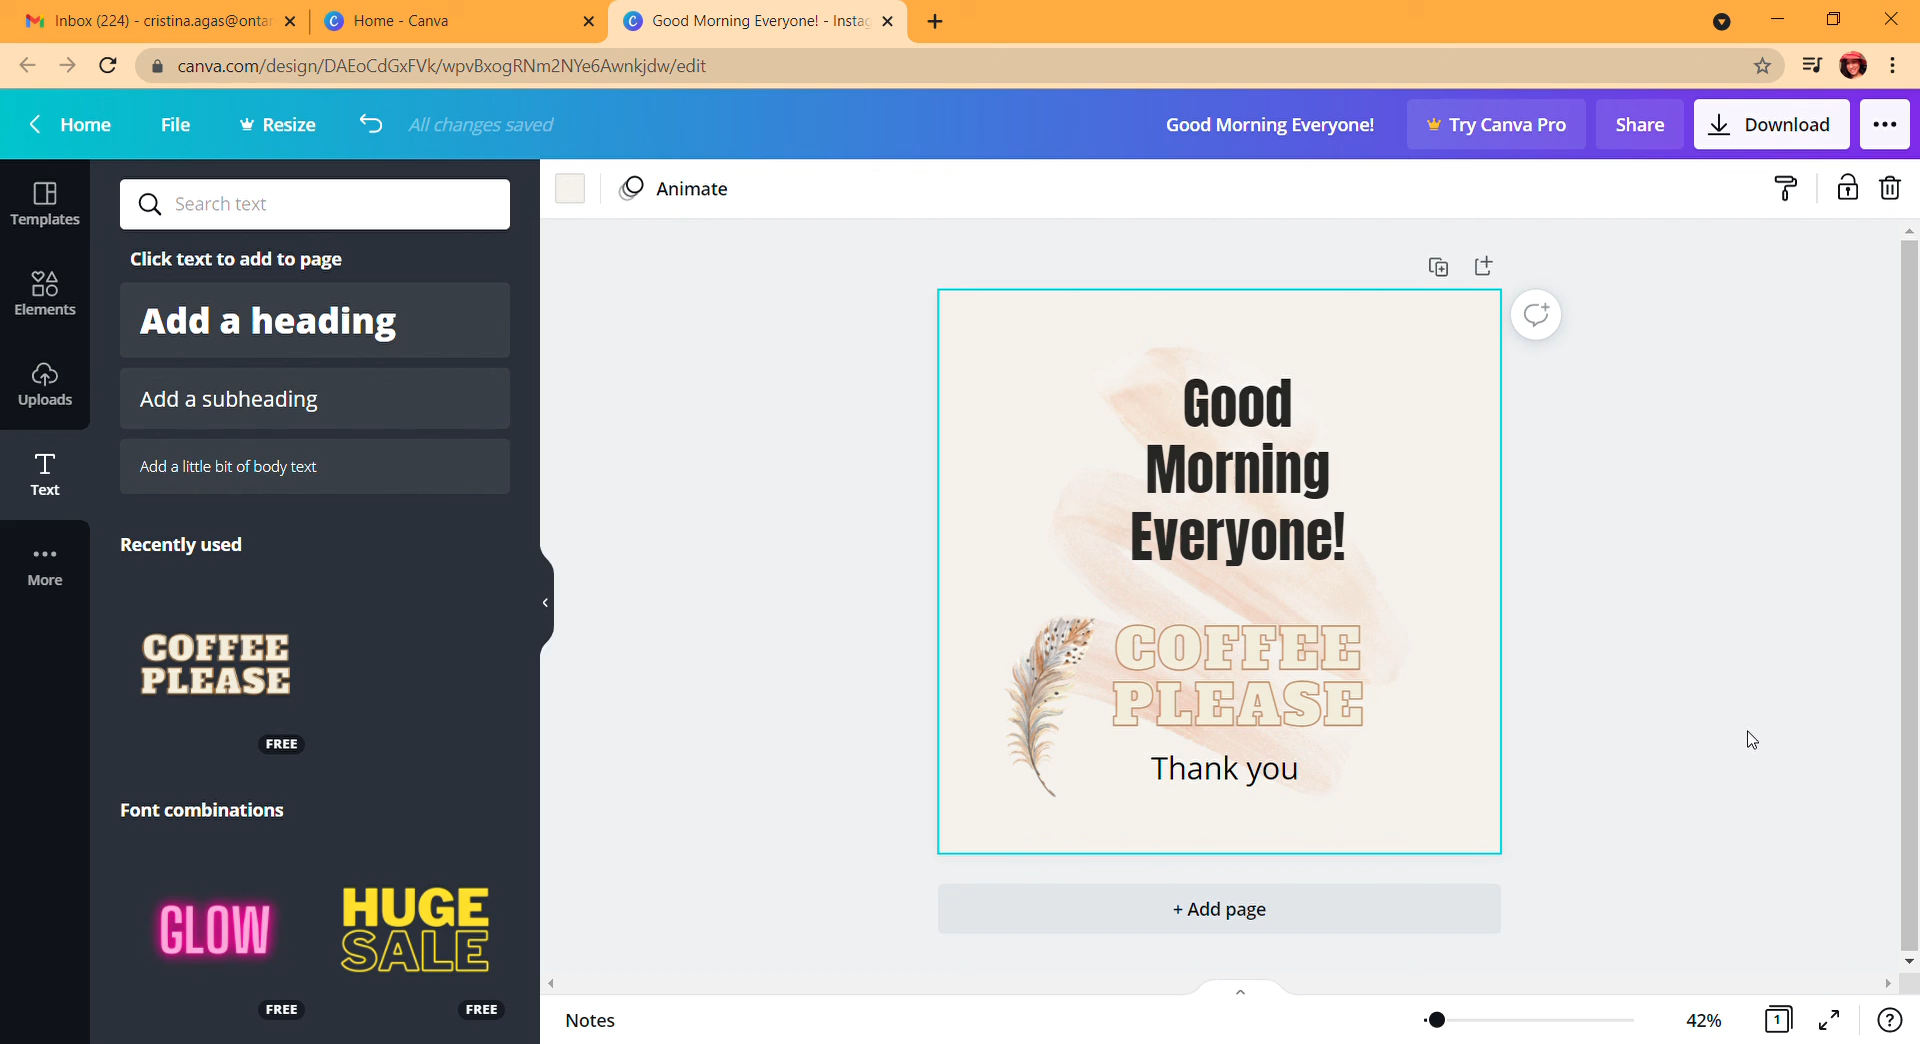 Inbox (224) - cristina.agas@ontar
Home - Canva
Good Morning Everyone! - Instag
canva.com/design/DAEoCdGxFVk/wpvBxogRNm2NYe6Awnkjdw/edit
Home
File
Resize
All changes saved
Good Morning Everyone!
Try Canva Pro
Share
Download
Templates
Elements
Uploads
Text
More
Search text
Click text to add to page
Add a heading
Add a subheading
Add a little bit of body text
Recently used
COFFEE
PLEASE
FREE
Font combinations
GLOW
FREE
HUGE
SALE
FREE
Animate
Good
Morning
Everyone!
COFFEE
PLEASE
Thank you
+ Add page
Notes
42%
1